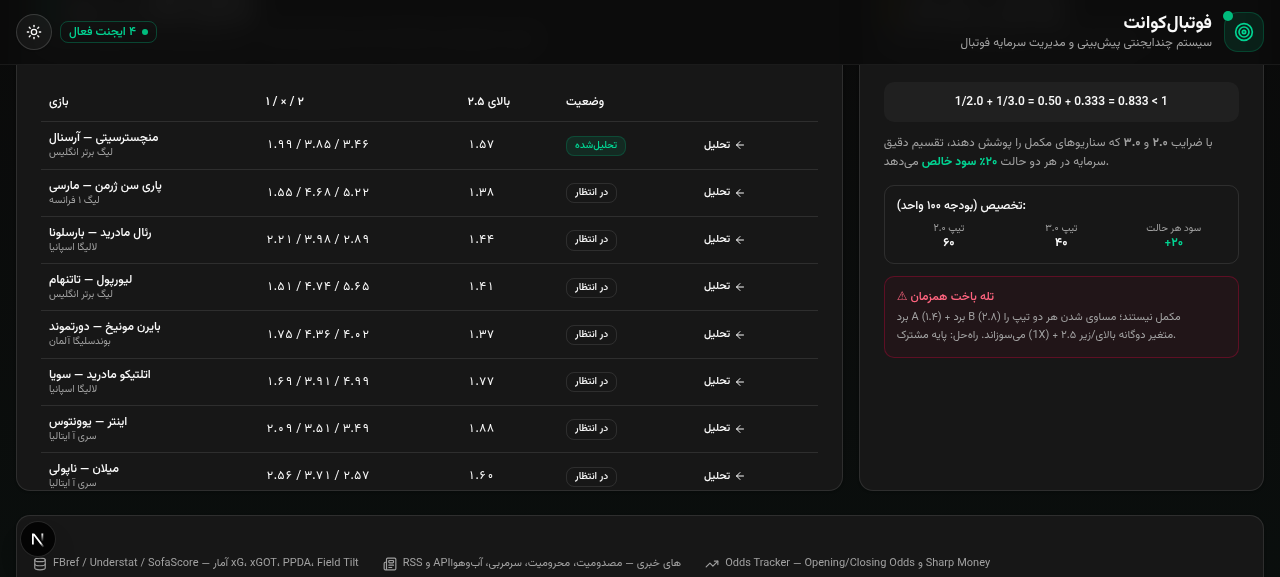 فوتبال‌کوانت
سیستم چندایجنتی پیش‌بینی و مدیریت سرمایه فوتبال
۴ ایجنت فعال
1/2.0 + 1/3.0 = 0.50 + 0.333 = 0.833 < 1
با ضرایب ۲.۰ و ۳.۰ که سناریوهای مکمل را پوشش دهند، تقسیم دقیق
سرمایه در هر دو حالت ۲۰٪ سود خالص می‌دهد.
تخصیص (بودجه ۱۰۰ واحد):
تیپ ۲.۰
تیپ ۳.۰
سود هر حالت
۶۰
۴۰
+۲۰
⚠ تله باخت همزمان
برد A (۱.۴) + برد B (۲.۸) مکمل نیستند؛ مساوی شدن هر دو تیپ را
می‌سوزاند. راه‌حل: پایه مشترک (1X) + متغیر دوگانه بالای/زیر ۲.۵.
بازی
۱ / × / ۲
بالای ۲.۵
وضعیت
منچسترسیتی — آرسنال
لیگ برتر انگلیس
۱.۹۹ / ۳.۸۵ / ۳.۴۶
۱.۵۷
تحلیل‌شده
تحلیل ←
پاری سن ژرمن — مارسی
لیگ ۱ فرانسه
۱.۵۵ / ۴.۶۸ / ۵.۲۲
۱.۳۸
در انتظار
تحلیل ←
رئال مادرید — بارسلونا
لالیگا اسپانیا
۲.۲۱ / ۳.۹۸ / ۲.۸۹
۱.۴۴
در انتظار
تحلیل ←
لیورپول — تاتنهام
لیگ برتر انگلیس
۱.۵۱ / ۴.۷۴ / ۵.۶۵
۱.۴۱
در انتظار
تحلیل ←
بایرن مونیخ — دورتموند
بوندسلیگا آلمان
۱.۷۵ / ۴.۳۶ / ۴.۰۲
۱.۳۷
در انتظار
تحلیل ←
اتلتیکو مادرید — سویا
لالیگا اسپانیا
۱.۶۹ / ۳.۹۱ / ۴.۹۹
۱.۷۷
در انتظار
تحلیل ←
اینتر — یوونتوس
سری آ ایتالیا
۲.۰۹ / ۳.۵۱ / ۳.۴۹
۱.۸۸
در انتظار
تحلیل ←
میلان — ناپولی
سری آ ایتالیا
۲.۵۶ / ۳.۷۱ / ۲.۵۷
۱.۶۰
در انتظار
تحلیل ←
N
FBref / Understat / SofaScore — آمار xG، xGOT، PPDA، Field Tilt
RSS و APIهای خبری — مصدومیت، محرومیت، سرمربی، آب‌وهوا
Odds Tracker — Opening/Closing Odds و Sharp Money